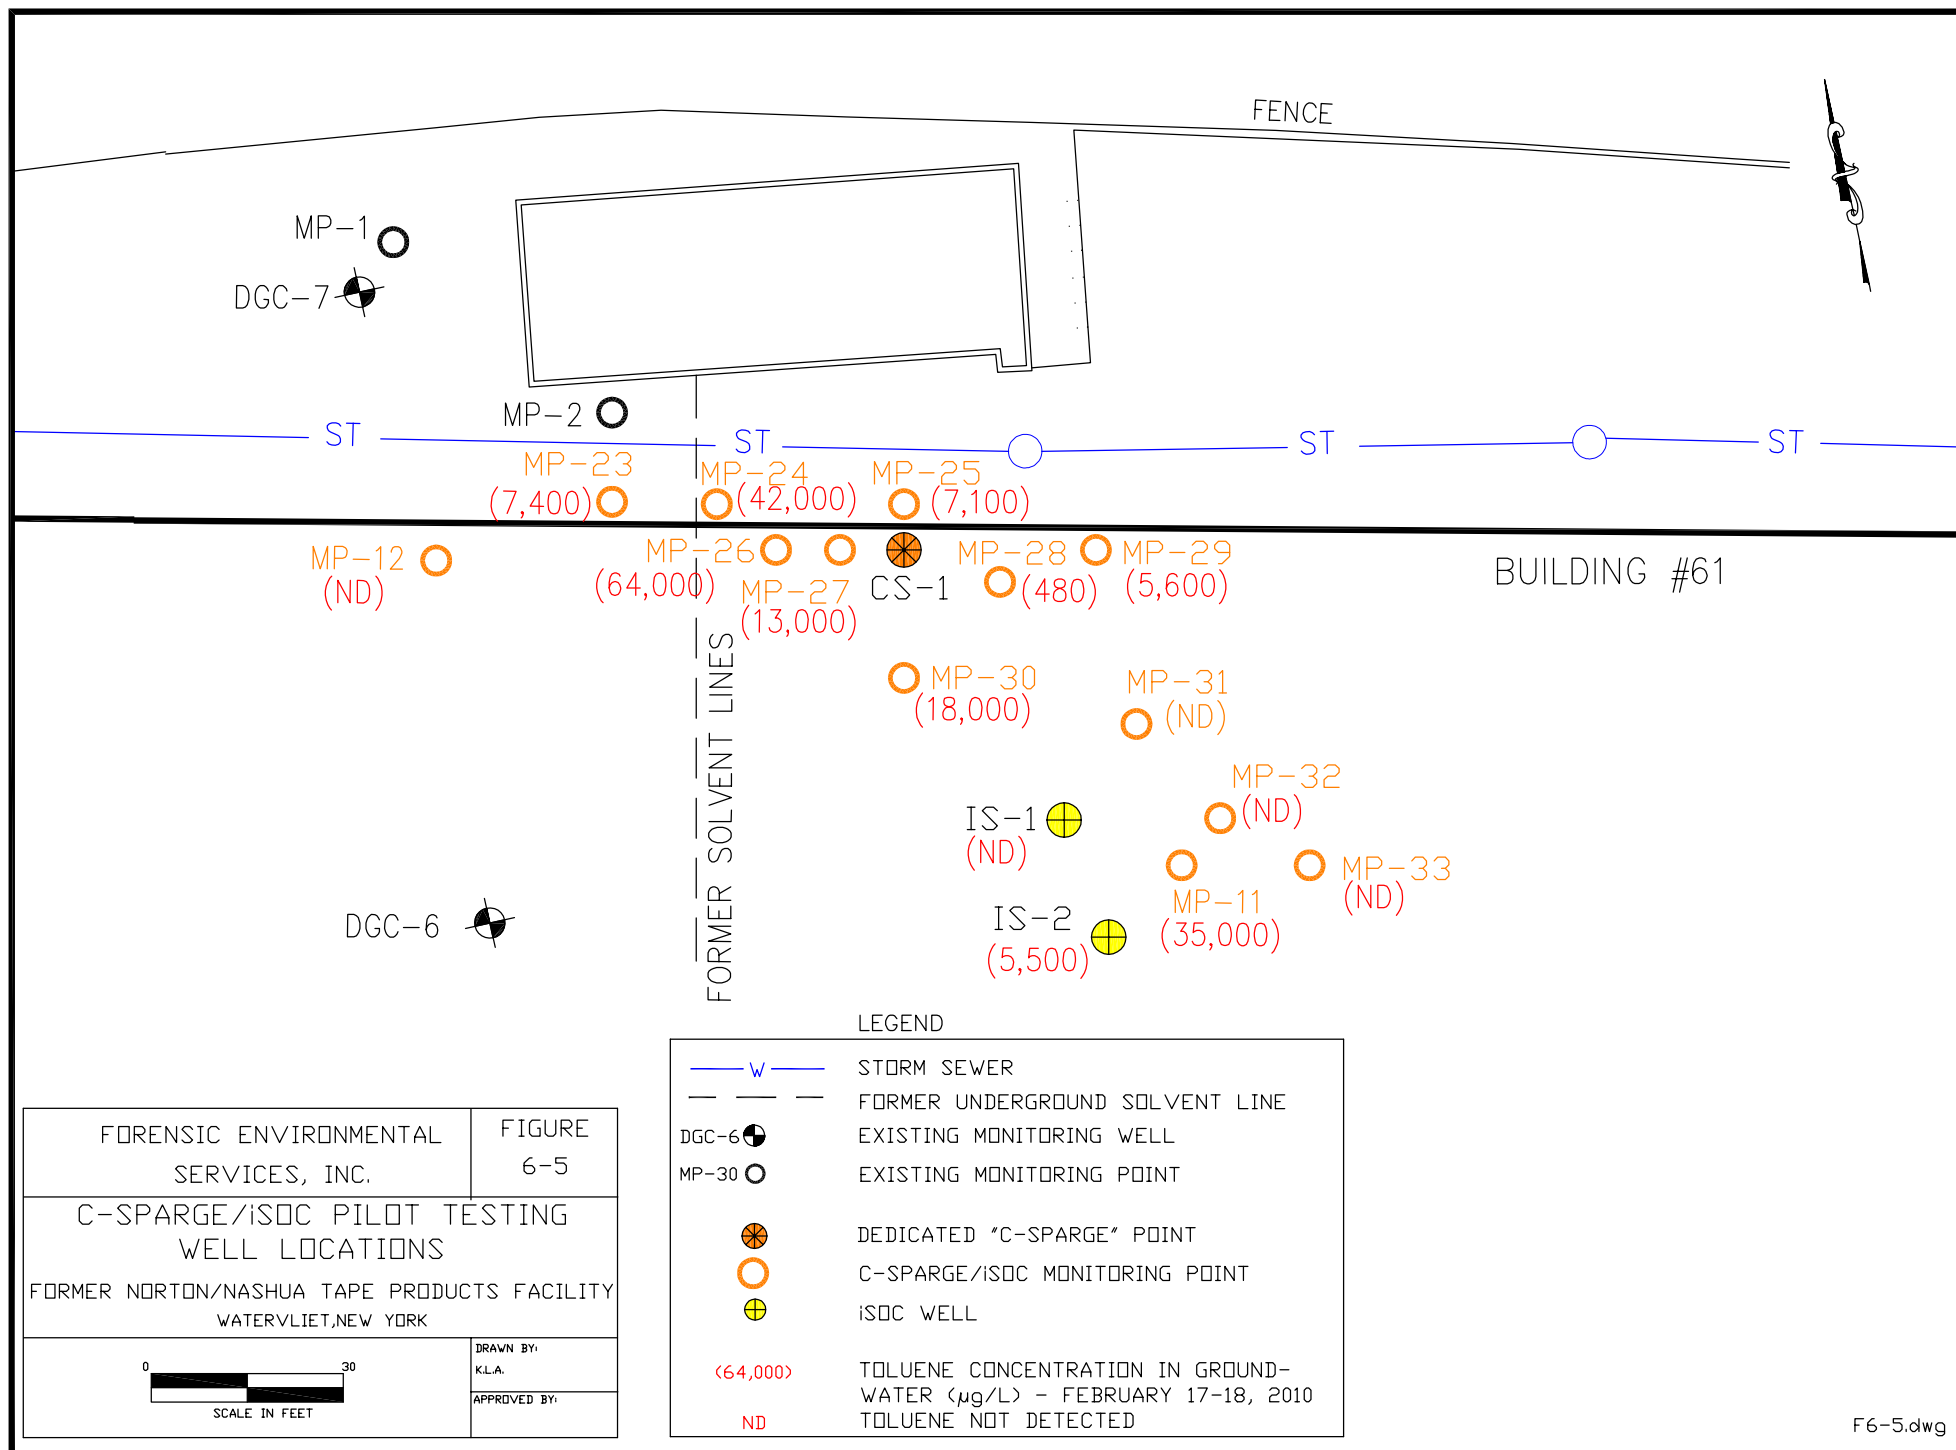 FENCE
MP-1
DGC-7
MP-2
ST
ST
ST
ST
MP-23
(7,400)
MP-24
(42,000)
MP-25
(7,100)
MP-12
(ND)
MP-26
(64,000)
MP-27
(13,000)
CS-1
MP-28
(480)
MP-29
(5,600)
BUILDING #61
FORMER SOLVENT LINES
MP-30
(18,000)
MP-31
(ND)
MP-32
(ND)
IS-1
(ND)
MP-33
(ND)
MP-11
(35,000)
IS-2
(5,500)
DGC-6
LEGEND
W STORM SEWER
FORMER UNDERGROUND SOLVENT LINE
DGC-6 EXISTING MONITORING WELL
MP-30 EXISTING MONITORING POINT
DEDICATED "C-SPARGE" POINT
C-SPARGE/iSOC MONITORING POINT
iSOC WELL
(64,000) TOLUENE CONCENTRATION IN GROUND-
WATER (µg/L) - FEBRUARY 17-18, 2010
ND TOLUENE NOT DETECTED
FORENSIC ENVIRONMENTAL
SERVICES, INC.
FIGURE
6-5
C-SPARGE/iSOC PILOT TESTING
WELL LOCATIONS
FORMER NORTON/NASHUA TAPE PRODUCTS FACILITY
WATERVLIET,NEW YORK
0 30
SCALE IN FEET
DRAWN BY:
K.L.A.
APPROVED BY:
F6-5.dwg